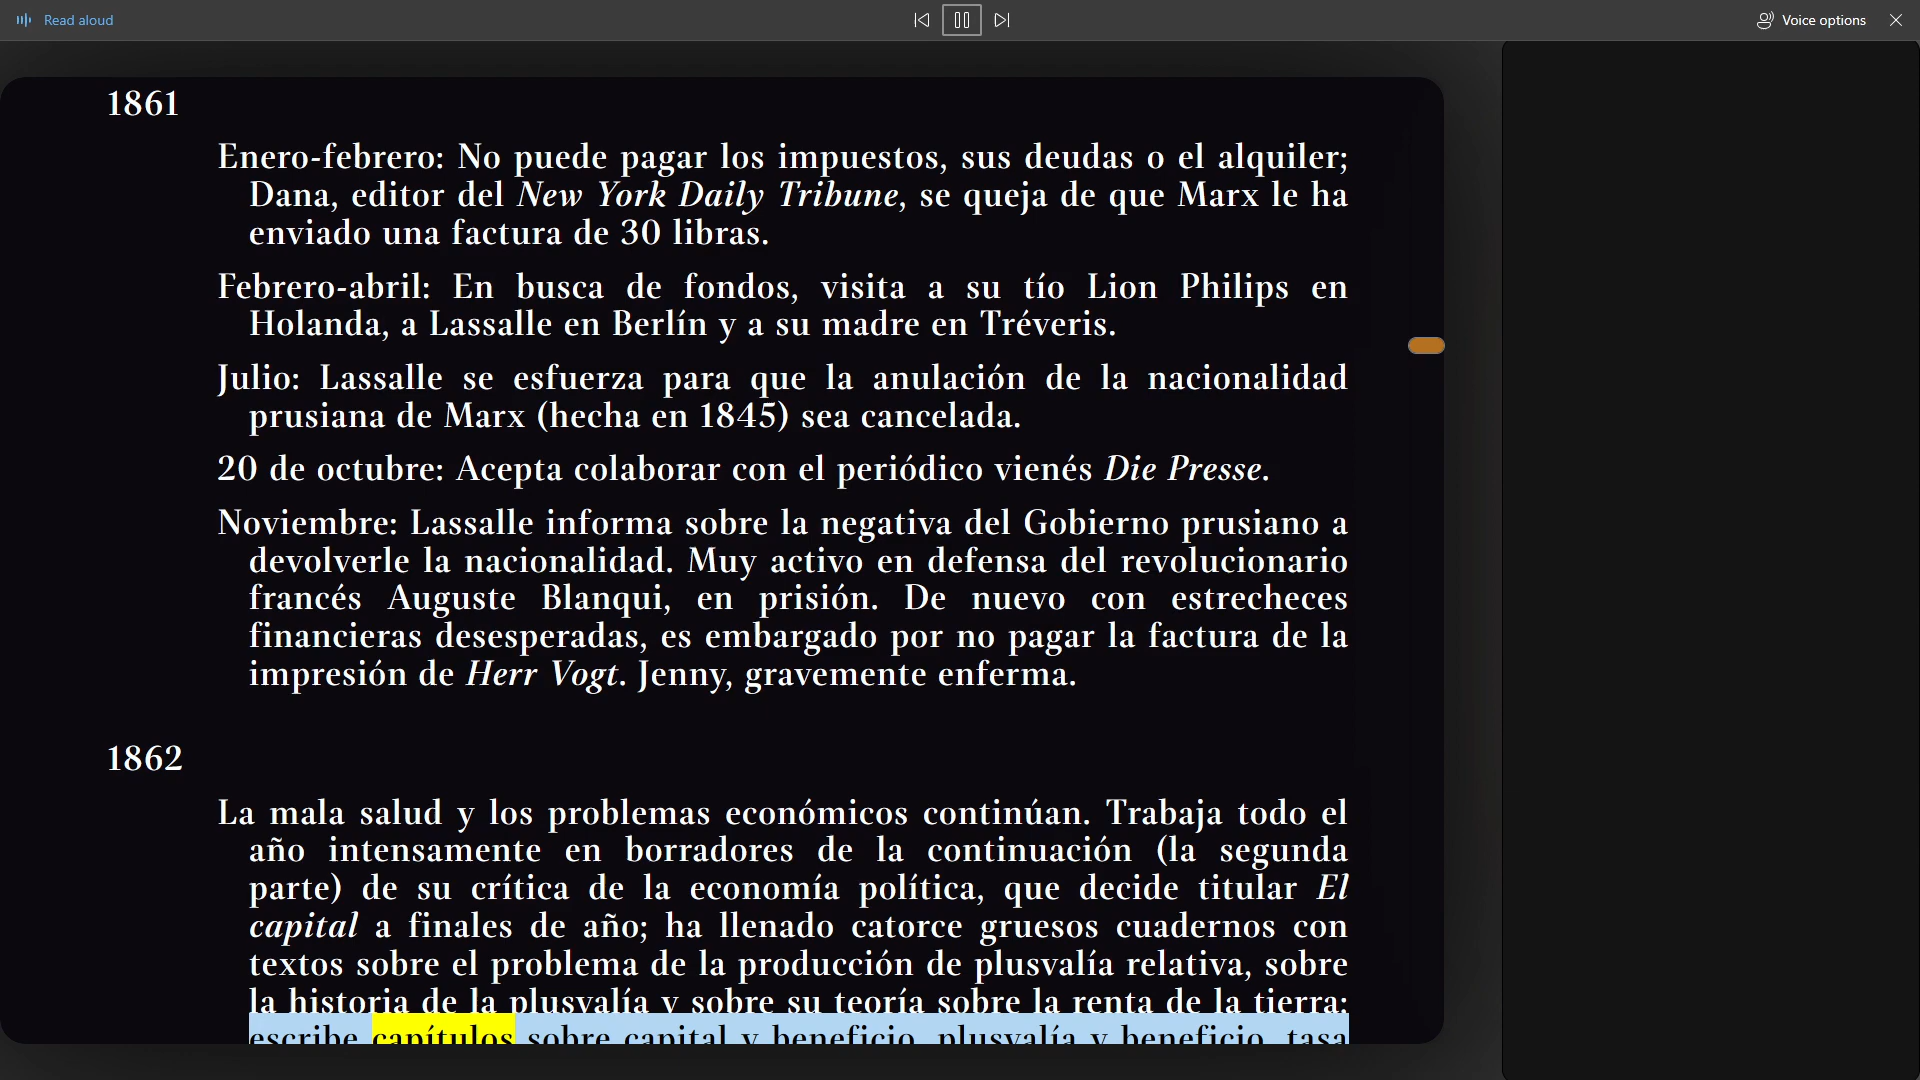 Read aloud
Voice options
1861
Enero-febrero: No puede pagar los impuestos, sus deudas o el alquiler;
Dana, editor del New York Daily Tribune, se queja de que Marx le ha
enviado una factura de 30 libras.
Febrero-abril: En busca de fondos, visita a su tío Lion Philips en
Holanda, a Lassalle en Berlín y a su madre en Tréveris.
Julio: Lassalle se esfuerza para que la anulación de la nacionalidad
prusiana de Marx (hecha en 1845) sea cancelada.
20 de octubre: Acepta colaborar con el periódico vienés Die Presse.
Noviembre: Lassalle informa sobre la negativa del Gobierno prusiano a
devolverle la nacionalidad. Muy activo en defensa del revolucionario
francés Auguste Blanqui, en prisión. De nuevo con estrecheces
financieras desesperadas, es embargado por no pagar la factura de la
impresión de Herr Vogt. Jenny, gravemente enferma.
1862
La mala salud y los problemas económicos continúan. Trabaja todo el
año intensamente en borradores de la continuación (la segunda
parte) de su crítica de la economía política, que decide titular El
capital a finales de año; ha llenado catorce gruesos cuadernos con
textos sobre el problema de la producción de plusvalía relativa, sobre
la historia de la plusvalía y sobre su teoría sobre la renta de la tierra;
escribe capítulos sobre capital y beneficio, plusvalía y beneficio, tasa